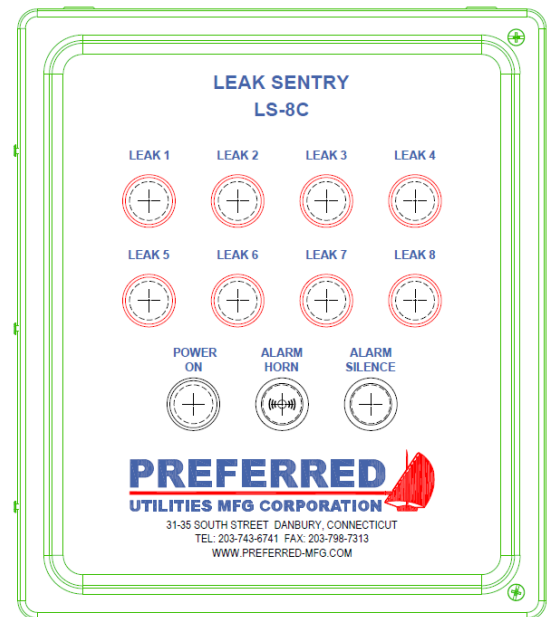 LEAK SENTRY
LS-8C
LEAK 1 LEAK 2 LEAK 3 LEAK 4
LEAK 5 LEAK 6 LEAK 7 LEAK 8
POWER ON ALARM HORN ALARM SILENCE
PREFERRED
UTILITIES MFG CORPORATION
31-35 SOUTH STREET DANBURY, CONNECTICUT
TEL: 203-743-6741 FAX: 203-798-7313
WWW.PREFERRED-MFG.COM